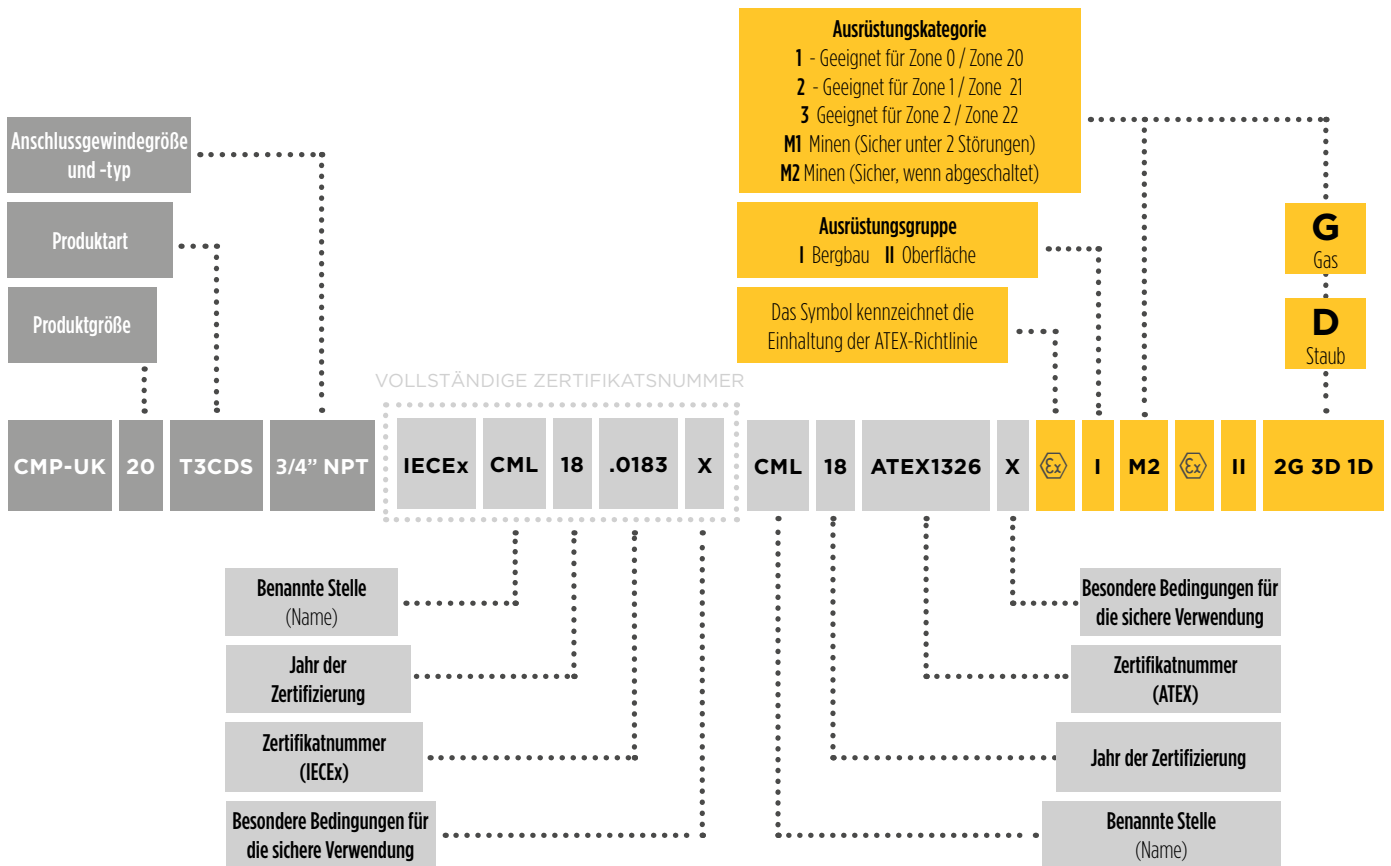 Ausrüstungskategorie
1 - Geeignet für Zone 0 / Zone 20
2 - Geeignet für Zone 1 / Zone 21
3 Geeignet für Zone 2 / Zone 22
M1 Minen (Sicher unter 2 Störungen)
M2 Minen (Sicher, wenn abgeschaltet)
Anschlussgewindegröße
und -typ
Produktart
Produktgröße
Ausrüstungsgruppe
I Bergbau II Oberfläche
G
Gas
Das Symbol kennzeichnet die
Einhaltung der ATEX-Richtlinie
D
Staub
VOLLSTÄNDIGE ZERTIFIKATSNUMMER
CMP-UK 20 T3CDS 3/4” NPT IECEx CML 18 .0183 X CML 18 ATEX1326 X Ex I M2 Ex II 2G 3D 1D
Benannte Stelle
(Name)
Jahr der
Zertifizierung
Zertifikatnummer
(IECEx)
Besondere Bedingungen für
die sichere Verwendung
Besondere Bedingungen für
die sichere Verwendung
Zertifikatnummer
(ATEX)
Jahr der Zertifizierung
Benannte Stelle
(Name)